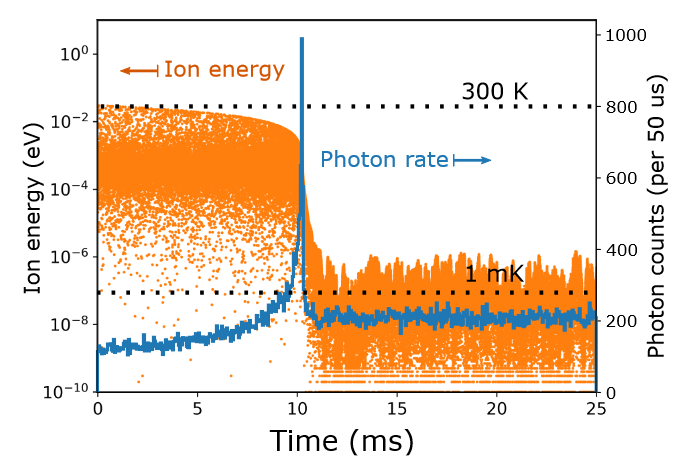 Ion energy
300 K
Photon rate
1 mK
Ion energy (eV)
10⁰
10⁻²
10⁻⁴
10⁻⁶
10⁻⁸
10⁻¹⁰
0
5
10
15
20
25
Time (ms)
1000
800
600
400
200
0
Photon counts (per 50 us)